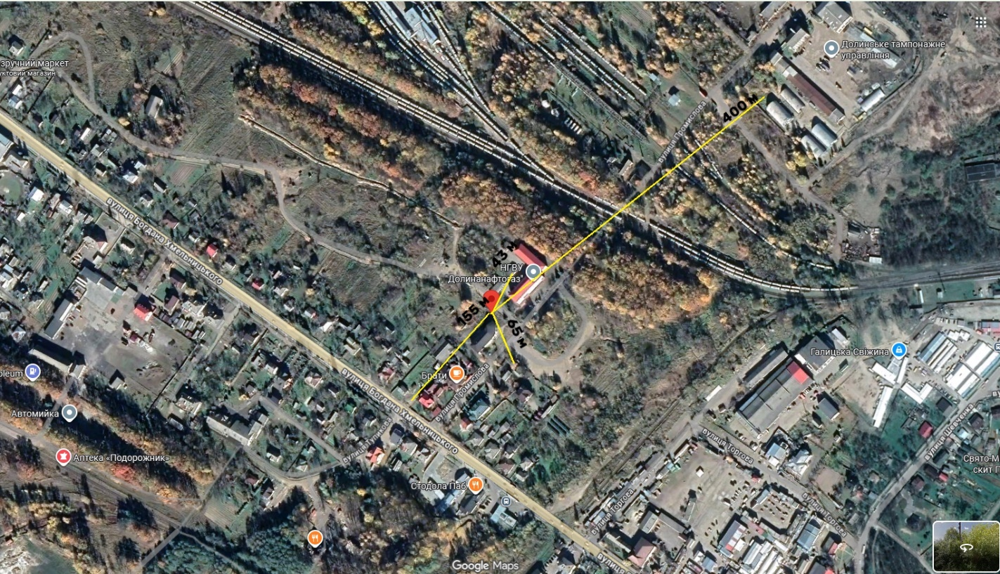 Долинське тампонажне
управління
зручний маркет
уктовий магазин
400 м
вулиця Промислова
вулиця Богдана Хмельницького
43 м
НГВУ
"Долинанафтогаз"
155 м
65 м
Галицька Свіжина
oleum
Брати
вулиця Богдана Хмельницького
вулиця Промислова
Автомийка
вулиця Тупикова
вулиця Торгова
вулиця Шевченка
Аптека «Подорожник»
Свято-М
скит Г
Стодола Паб
вулиця Торгова
вулиця Торгова
вулиця
Google Maps